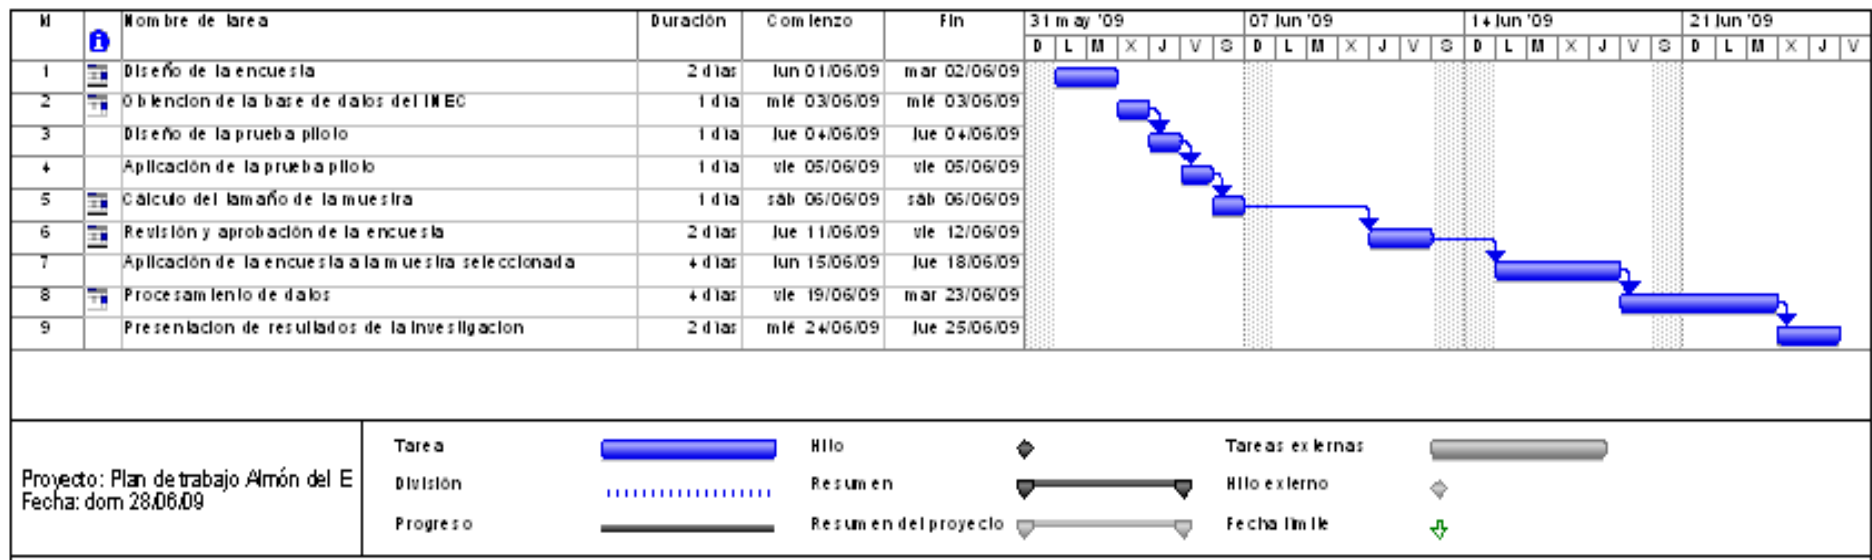 Id Nombre de tarea Duración Comienzo Fin 31 may '09 07 jun '09 14 jun '09 21 jun '09
D L M X J V S D L M X J V S D L M X J V S D L M X J V
1 Diseño de la encuesta 2 días lun 01/06/09 mar 02/06/09
2 Obtencion de la base de datos del INEC 1 día mié 03/06/09 mié 03/06/09
3 Diseño de la prueba piloto 1 día jue 04/06/09 jue 04/06/09
4 Aplicación de la prueba piloto 1 día vie 05/06/09 vie 05/06/09
5 Cálculo del tamaño de la muestra 1 día sáb 06/06/09 sáb 06/06/09
6 Revisión y aprobación de la encuesta 2 días jue 11/06/09 vie 12/06/09
7 Aplicación de la encuesta a la muestra seleccionada 4 días lun 15/06/09 jue 18/06/09
8 Procesamiento de datos 4 días vie 19/06/09 mar 23/06/09
9 Presentacion de resultados de la investigacion 2 días mié 24/06/09 jue 25/06/09
Proyecto: Plan de trabajo Almón del E
Fecha: dom 28/06/09
Tarea Hito Tareas externas
División Resumen Hito externo
Progreso Resumen del proyecto Fecha límite